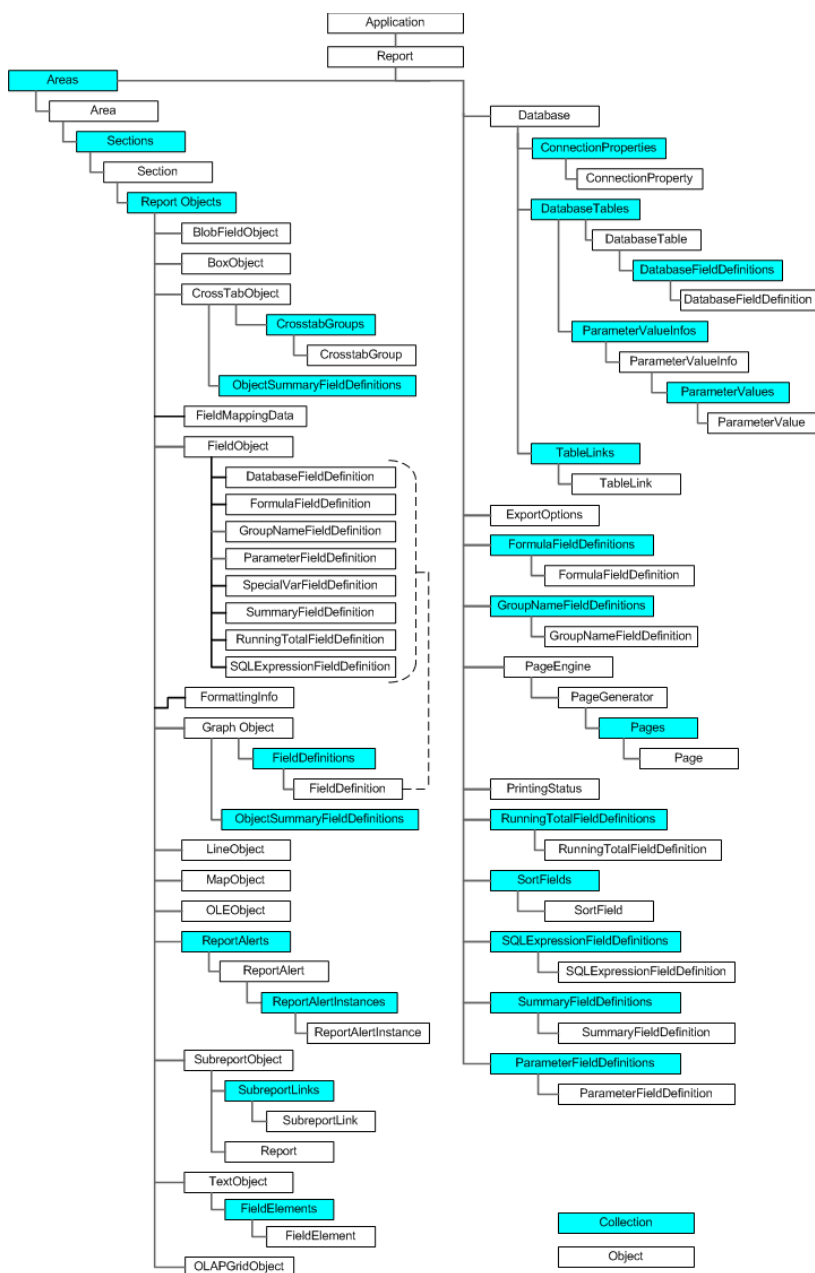 Application
Report
Areas
Area
Sections
Section
Report Objects
BlobFieldObject
BoxObject
CrossTabObject
CrosstabGroups
CrosstabGroup
ObjectSummaryFieldDefinitions
FieldMappingData
FieldObject
DatabaseFieldDefinition
FormulaFieldDefinition
GroupNameFieldDefinition
ParameterFieldDefinition
SpecialVarFieldDefinition
SummaryFieldDefinition
RunningTotalFieldDefinition
SQLExpressionFieldDefinition
FormattingInfo
Graph Object
FieldDefinitions
FieldDefinition
ObjectSummaryFieldDefinitions
LineObject
MapObject
OLEObject
ReportAlerts
ReportAlert
ReportAlertInstances
ReportAlertInstance
SubreportObject
SubreportLinks
SubreportLink
Report
TextObject
FieldElements
FieldElement
OLAPGridObject
Database
ConnectionProperties
ConnectionProperty
DatabaseTables
DatabaseTable
DatabaseFieldDefinitions
DatabaseFieldDefinition
ParameterValueInfos
ParameterValueInfo
ParameterValues
ParameterValue
TableLinks
TableLink
ExportOptions
FormulaFieldDefinitions
FormulaFieldDefinition
GroupNameFieldDefinitions
GroupNameFieldDefinition
PageEngine
PageGenerator
Pages
Page
PrintingStatus
RunningTotalFieldDefinitions
RunningTotalFieldDefinition
SortFields
SortField
SQLExpressionFieldDefinitions
SQLExpressionFieldDefinition
SummaryFieldDefinitions
SummaryFieldDefinition
ParameterFieldDefinitions
ParameterFieldDefinition
Collection
Object